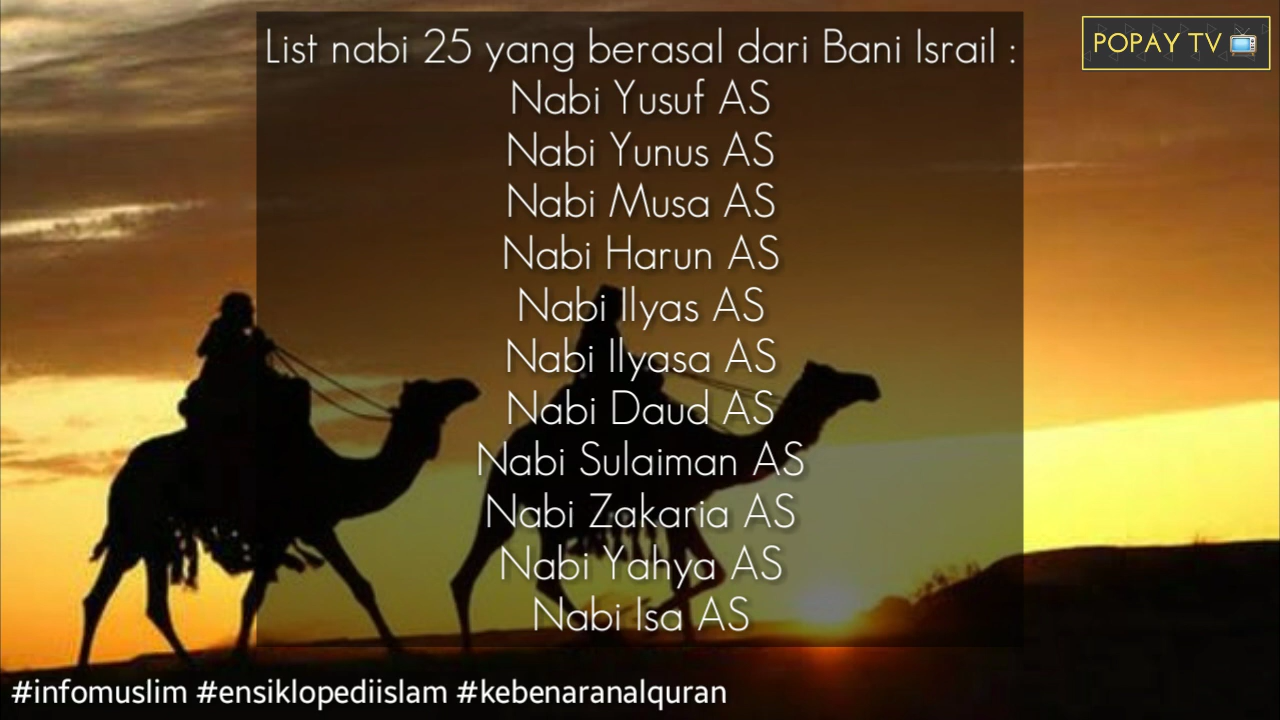 List nabi 25 yang berasal dari Bani Israil :
Nabi Yusuf AS
Nabi Yunus AS
Nabi Musa AS
Nabi Harun AS
Nabi Ilyas AS
Nabi Ilyasa AS
Nabi Daud AS
Nabi Sulaiman AS
Nabi Zakaria AS
Nabi Yahya AS
Nabi Isa AS
POPAY TV
#infomuslim #ensiklopediislam #kebenaranalquran